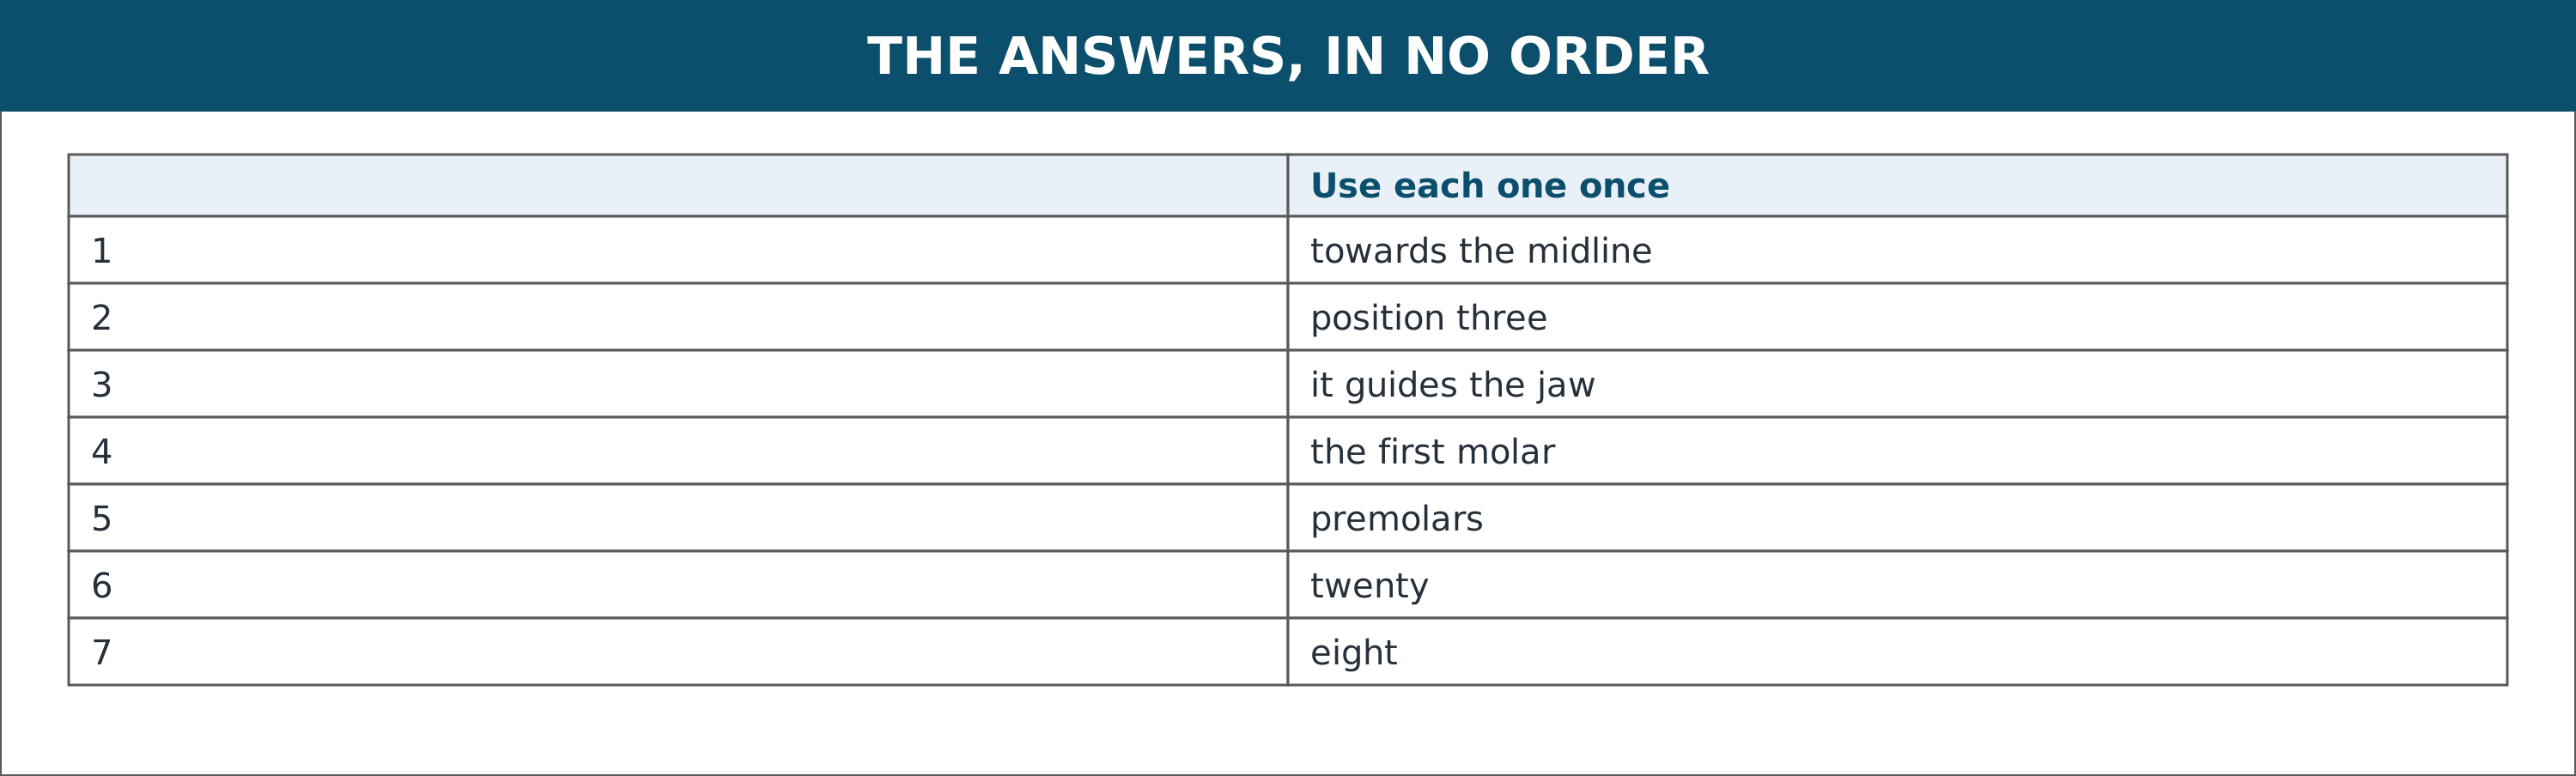 THE ANSWERS, IN NO ORDER
Use each one once
1 towards the midline
2 position three
3 it guides the jaw
4 the first molar
5 premolars
6 twenty
7 eight